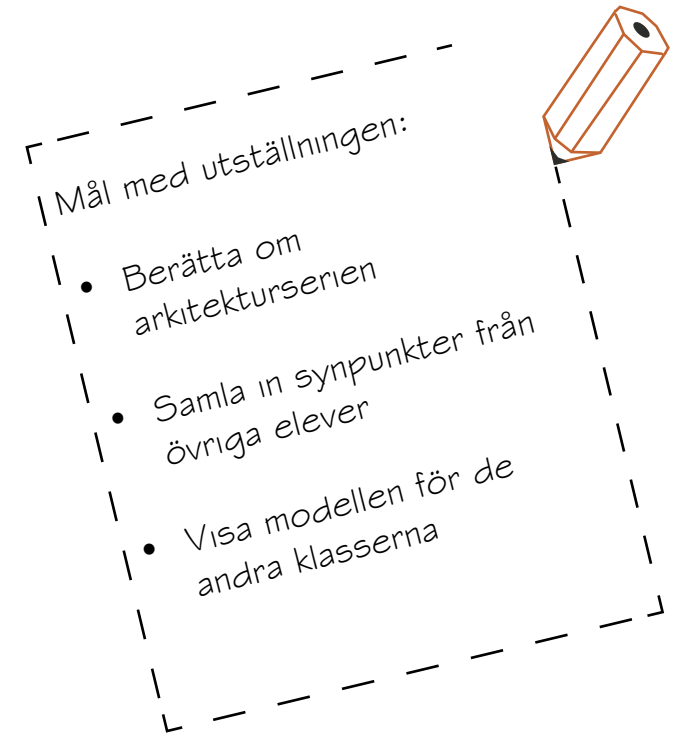 Mål med utställningen:
• Berätta om
arkitekturserien
• Samla in synpunkter från
övriga elever
• Visa modellen för de
andra klasserna